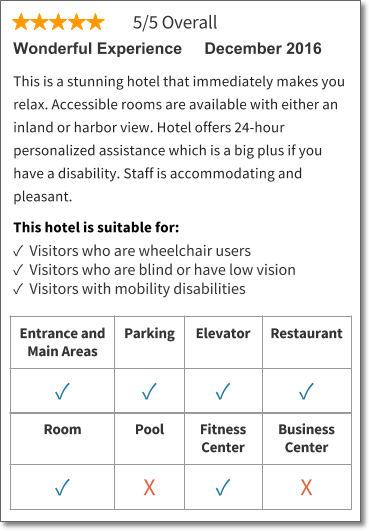 5/5 Overall
Wonderful Experience December 2016
This is a stunning hotel that immediately makes you
relax. Accessible rooms are available with either an
inland or harbor view. Hotel offers 24-hour
personalized assistance which is a big plus if you
have a disability. Staff is accommodating and
pleasant.
This hotel is suitable for:
✓ Visitors who are wheelchair users
✓ Visitors who are blind or have low vision
✓ Visitors with mobility disabilities
Entrance and Main Areas Parking Elevator Restaurant
✓ ✓ ✓ ✓
Room Pool Fitness Center Business Center
✓ X ✓ X